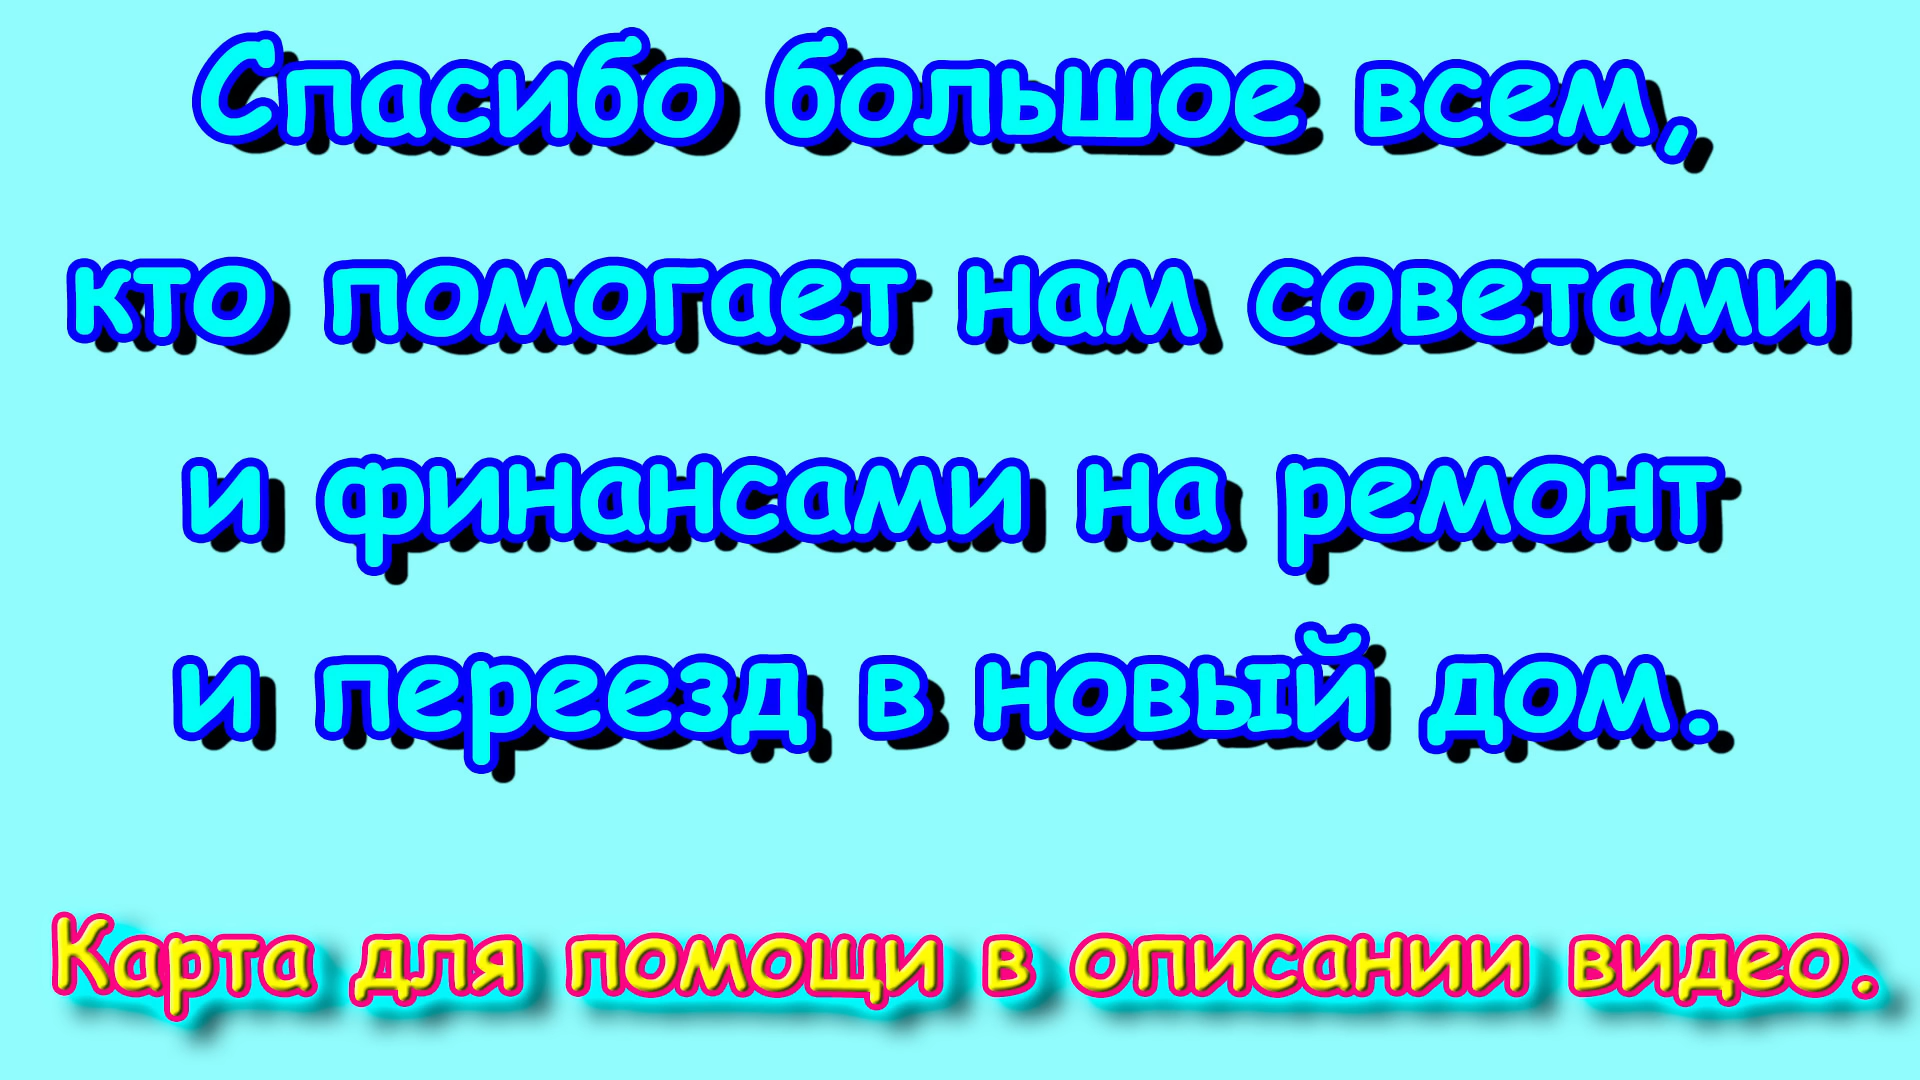 Спасибо большое всем,
кто помогает нам советами
и финансами на ремонт
и переезд в новый дом.
Карта для помощи в описании видео.